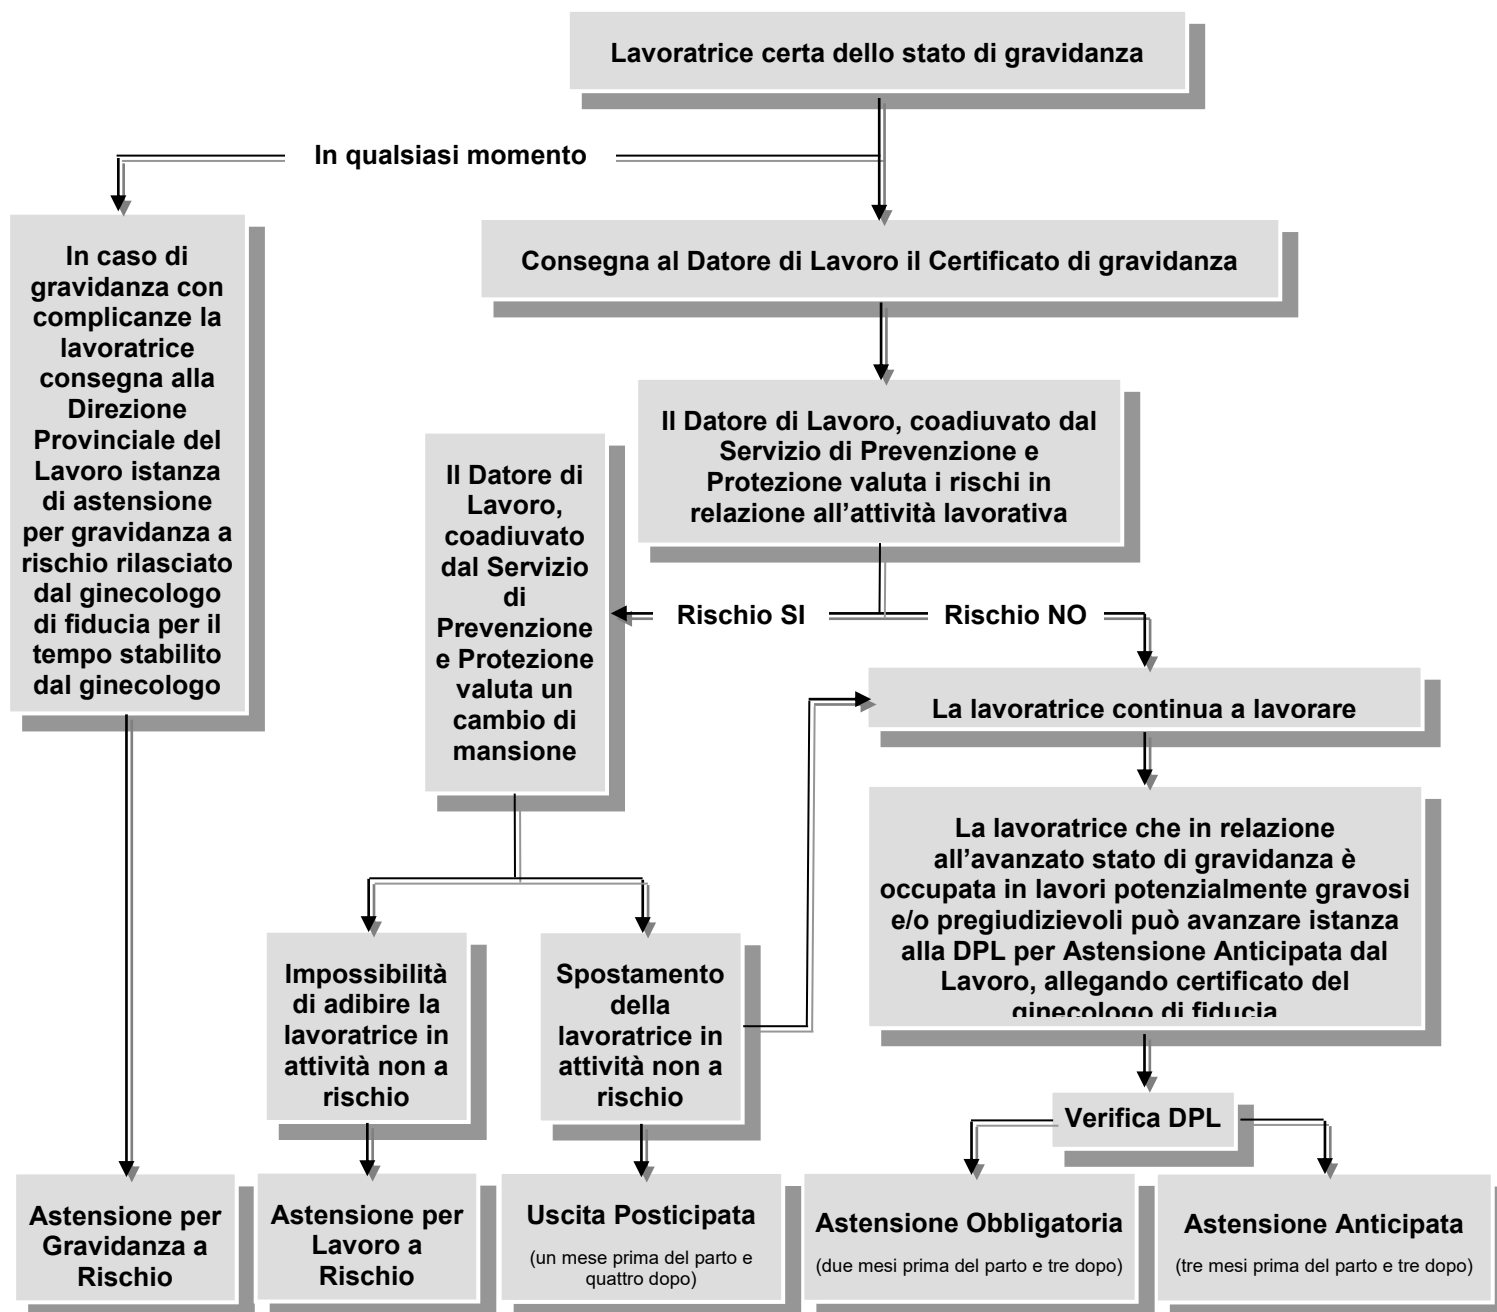 Lavoratrice certa dello stato di gravidanza
In qualsiasi momento
In caso di
gravidanza con
complicanze la
lavoratrice
consegna alla
Direzione
Provinciale del
Lavoro istanza
di astensione
per gravidanza a
rischio rilasciato
dal ginecologo
di fiducia per il
tempo stabilito
dal ginecologo
Consegna al Datore di Lavoro il Certificato di gravidanza
Il Datore di Lavoro, coadiuvato dal
Servizio di Prevenzione e
Protezione valuta i rischi in
relazione all’attività lavorativa
Rischio SI
Rischio NO
Il Datore di
Lavoro,
coadiuvato
dal Servizio
di
Prevenzione
e Protezione
valuta un
cambio di
mansione
La lavoratrice continua a lavorare
La lavoratrice che in relazione
all’avanzato stato di gravidanza è
occupata in lavori potenzialmente gravosi
e/o pregiudizievoli può avanzare istanza
alla DPL per Astensione Anticipata dal
Lavoro, allegando certificato del
ginecologo di fiducia
Impossibilità
di adibire la
lavoratrice in
attività non a
rischio
Spostamento
della
lavoratrice in
attività non a
rischio
Verifica DPL
Astensione per
Gravidanza a
Rischio
Astensione per
Lavoro a
Rischio
Uscita Posticipata
(un mese prima del parto e
quattro dopo)
Astensione Obbligatoria
(due mesi prima del parto e tre dopo)
Astensione Anticipata
(tre mesi prima del parto e tre dopo)